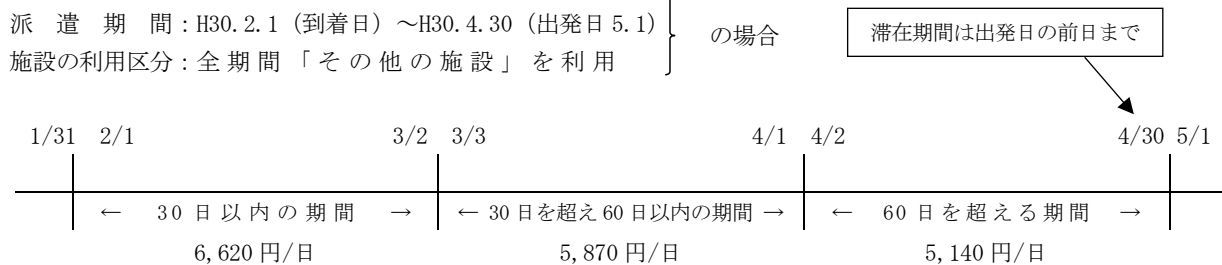 派遣期間：H30.2.1（到着日）～H30.4.30（出発日 5.1）
の場合
滞在期間は出発日の前日まで
施設の利用区分：全期間「その他の施設」を利用
1/31 2/1 3/2 3/3 4/1 4/2 4/30 5/1
← 30日以内の期間 → ← 30日を超え60日以内の期間 → ← 60日を超える期間 →
6,620円/日 5,870円/日 5,140円/日